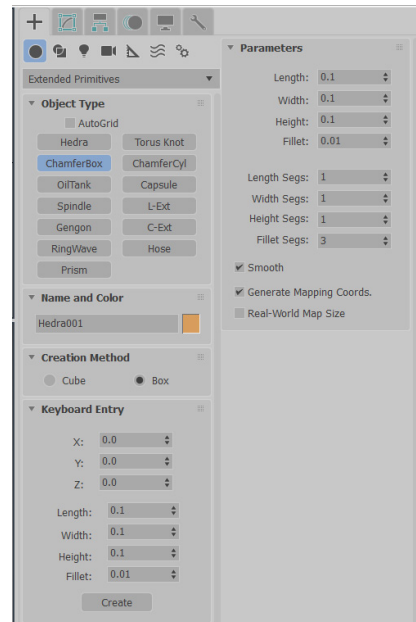 Extended Primitives
Object Type
AutoGrid
Hedra Torus Knot
ChamferBox ChamferCyl
OilTank Capsule
Spindle L-Ext
Gengon C-Ext
RingWave Hose
Prism
Name and Color
Hedra001
Creation Method
Cube Box
Keyboard Entry
X: 0.0
Y: 0.0
Z: 0.0
Length: 0.1
Width: 0.1
Height: 0.1
Fillet: 0.01
Create
Parameters
Length: 0.1
Width: 0.1
Height: 0.1
Fillet: 0.01
Length Segs: 1
Width Segs: 1
Height Segs: 1
Fillet Segs: 3
Smooth
Generate Mapping Coords.
Real-World Map Size